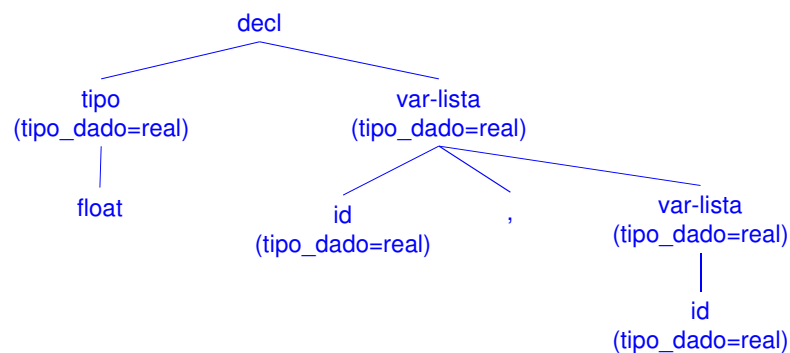 decl
tipo
(tipo_dado=real)
var-lista
(tipo_dado=real)
float
id
(tipo_dado=real)
,
var-lista
(tipo_dado=real)
id
(tipo_dado=real)